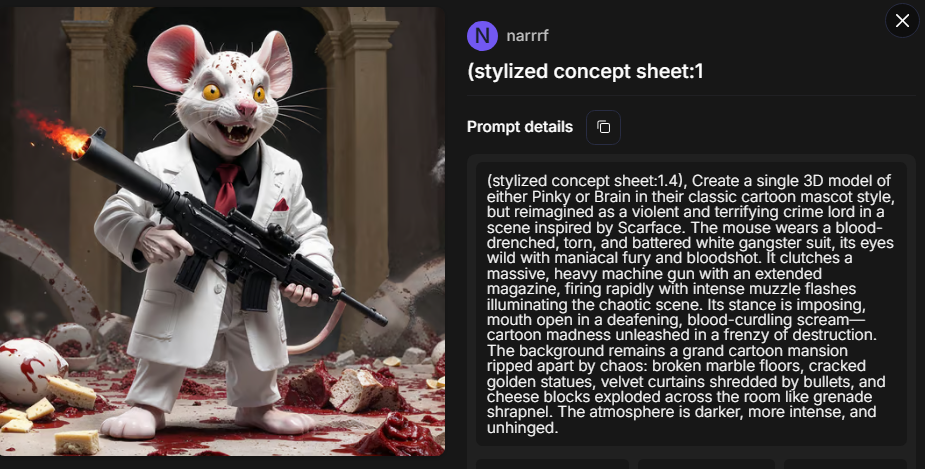 N narrrf
(stylized concept sheet:1
Prompt details
(stylized concept sheet:1.4), Create a single 3D model of
either Pinky or Brain in their classic cartoon mascot style,
but reimagined as a violent and terrifying crime lord in a
scene inspired by Scarface. The mouse wears a blood-
drenched, torn, and battered white gangster suit, its eyes
wild with maniacal fury and bloodshot. It clutches a
massive, heavy machine gun with an extended
magazine, firing rapidly with intense muzzle flashes
illuminating the chaotic scene. Its stance is imposing,
mouth open in a deafening, blood-curdling scream—
cartoon madness unleashed in a frenzy of destruction.
The background remains a grand cartoon mansion
ripped apart by chaos: broken marble floors, cracked
golden statues, velvet curtains shredded by bullets, and
cheese blocks exploded across the room like grenade
shrapnel. The atmosphere is darker, more intense, and
unhinged.